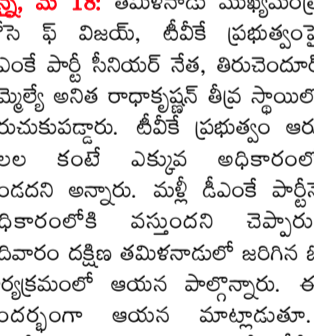 న్నై, మే 18: తమిళనాడు ముఖ్యమంత్రి
సె ఫ్ విజయ్, టీవీకే ప్రభుత్వంపై
ఎంకే పార్టీ సీనియర్ నేత, తిరుచెందూర్
మ్మెల్యే అనిత రాధాకృష్ణన్ తీవ్ర స్థాయిలో
రుచుకుపడ్డారు. టీవీకే ప్రభుత్వం ఆరు
లల కంటే ఎక్కువ అధికారంలో
ండదని అన్నారు. మళ్లీ డీఎంకే పార్టీనే
ధికారంలోకి వస్తుందని చెప్పారు
దివారం దక్షిణ తమిళనాడులో జరిగిన ఓ
ర్యక్రమంలో ఆయన పాల్గొన్నారు. ఈ
ందర్భంగా ఆయన మాట్లాడుతూ.